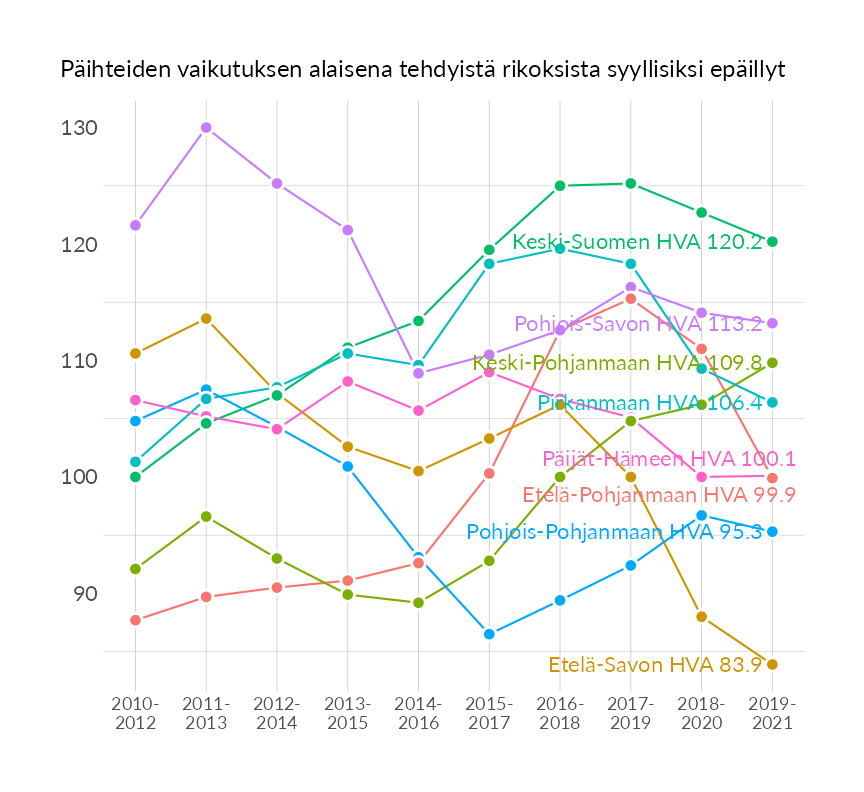 Päihteiden vaikutuksen alaisena tehdyistä rikoksista syyllisiksi epäillyt
130
120
110
100
90
Keski-Suomen HVA 120.2
Pohjois-Savon HVA 113.2
Keski-Pohjanmaan HVA 109.8
Pirkanmaan HVA 106.4
Päijät-Hämeen HVA 100.1
Etelä-Pohjanmaan HVA 99.9
Pohjois-Pohjanmaan HVA 95.3
Etelä-Savon HVA 83.9
2010- 2011- 2012- 2013- 2014- 2015- 2016- 2017- 2018- 2019-
2012 2013 2014 2015 2016 2017 2018 2019 2020 2021